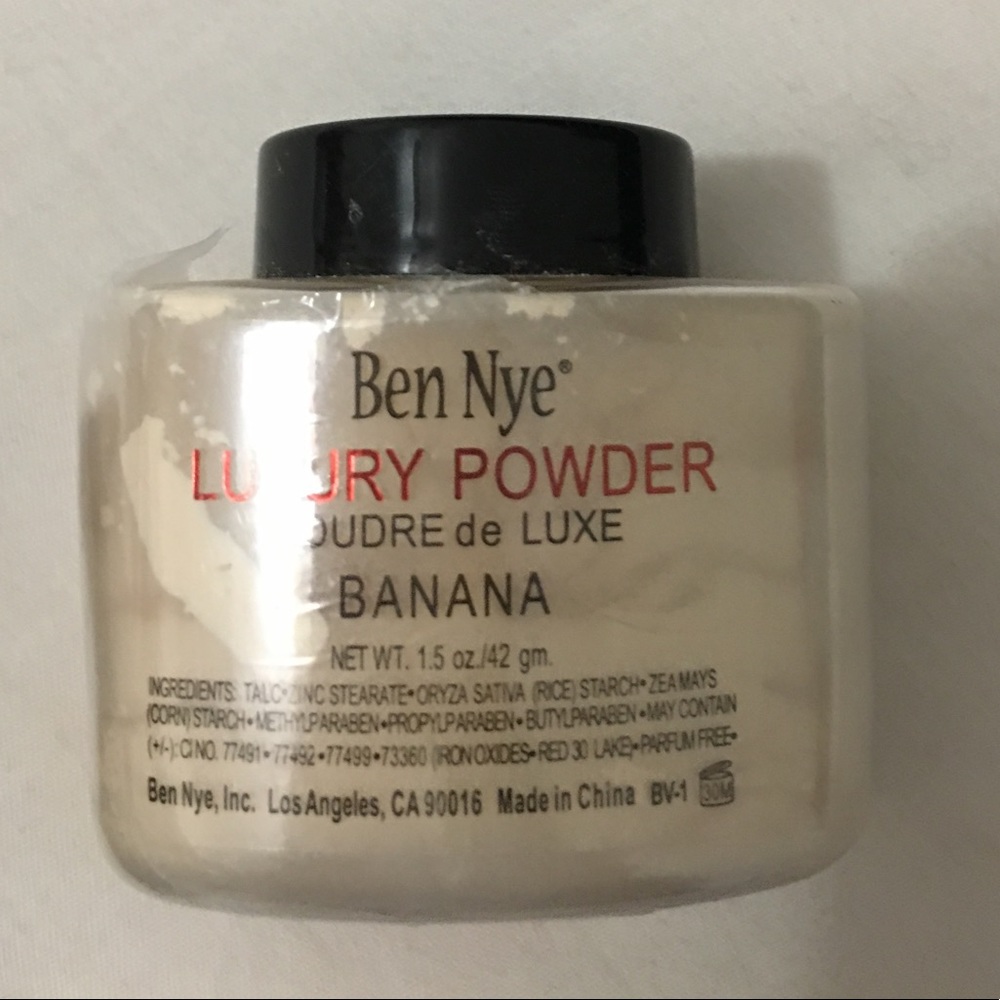 Ben Nye®
LUXURY POWDER
POUDRE de LUXE
BANANA
NET WT. 1.5 oz./42 gm.
INGREDIENTS: TALC•ZINC STEARATE•ORYZA SATIVA (RICE) STARCH•ZEA MAYS
(CORN) STARCH•METHYLPARABEN•PROPYLPARABEN•BUTYLPARABEN•MAY CONTAIN
(+/-): CI NO. 77491•77492•77499•73360 (IRON OXIDES•RED 30 LAKE)•PARFUM FREE•
Ben Nye, Inc. Los Angeles, CA 90016 Made in China BV-1 30M